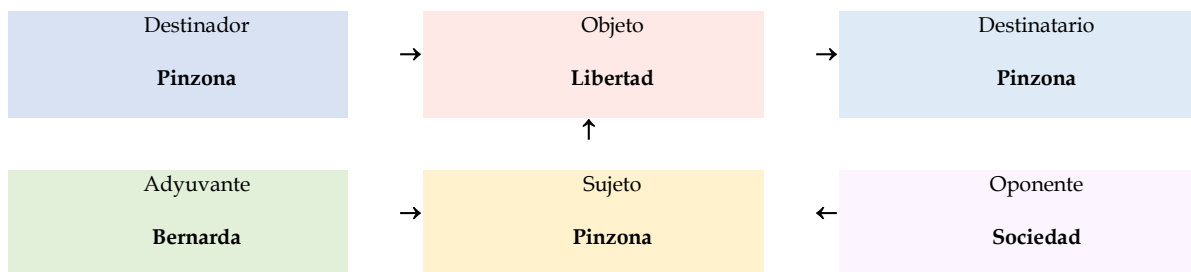 Destinador
Pinzona
→
Objeto
Libertad
→
Destinatario
Pinzona
↑
Adyuvante
Bernarda
→
Sujeto
Pinzona
←
Oponente
Sociedad